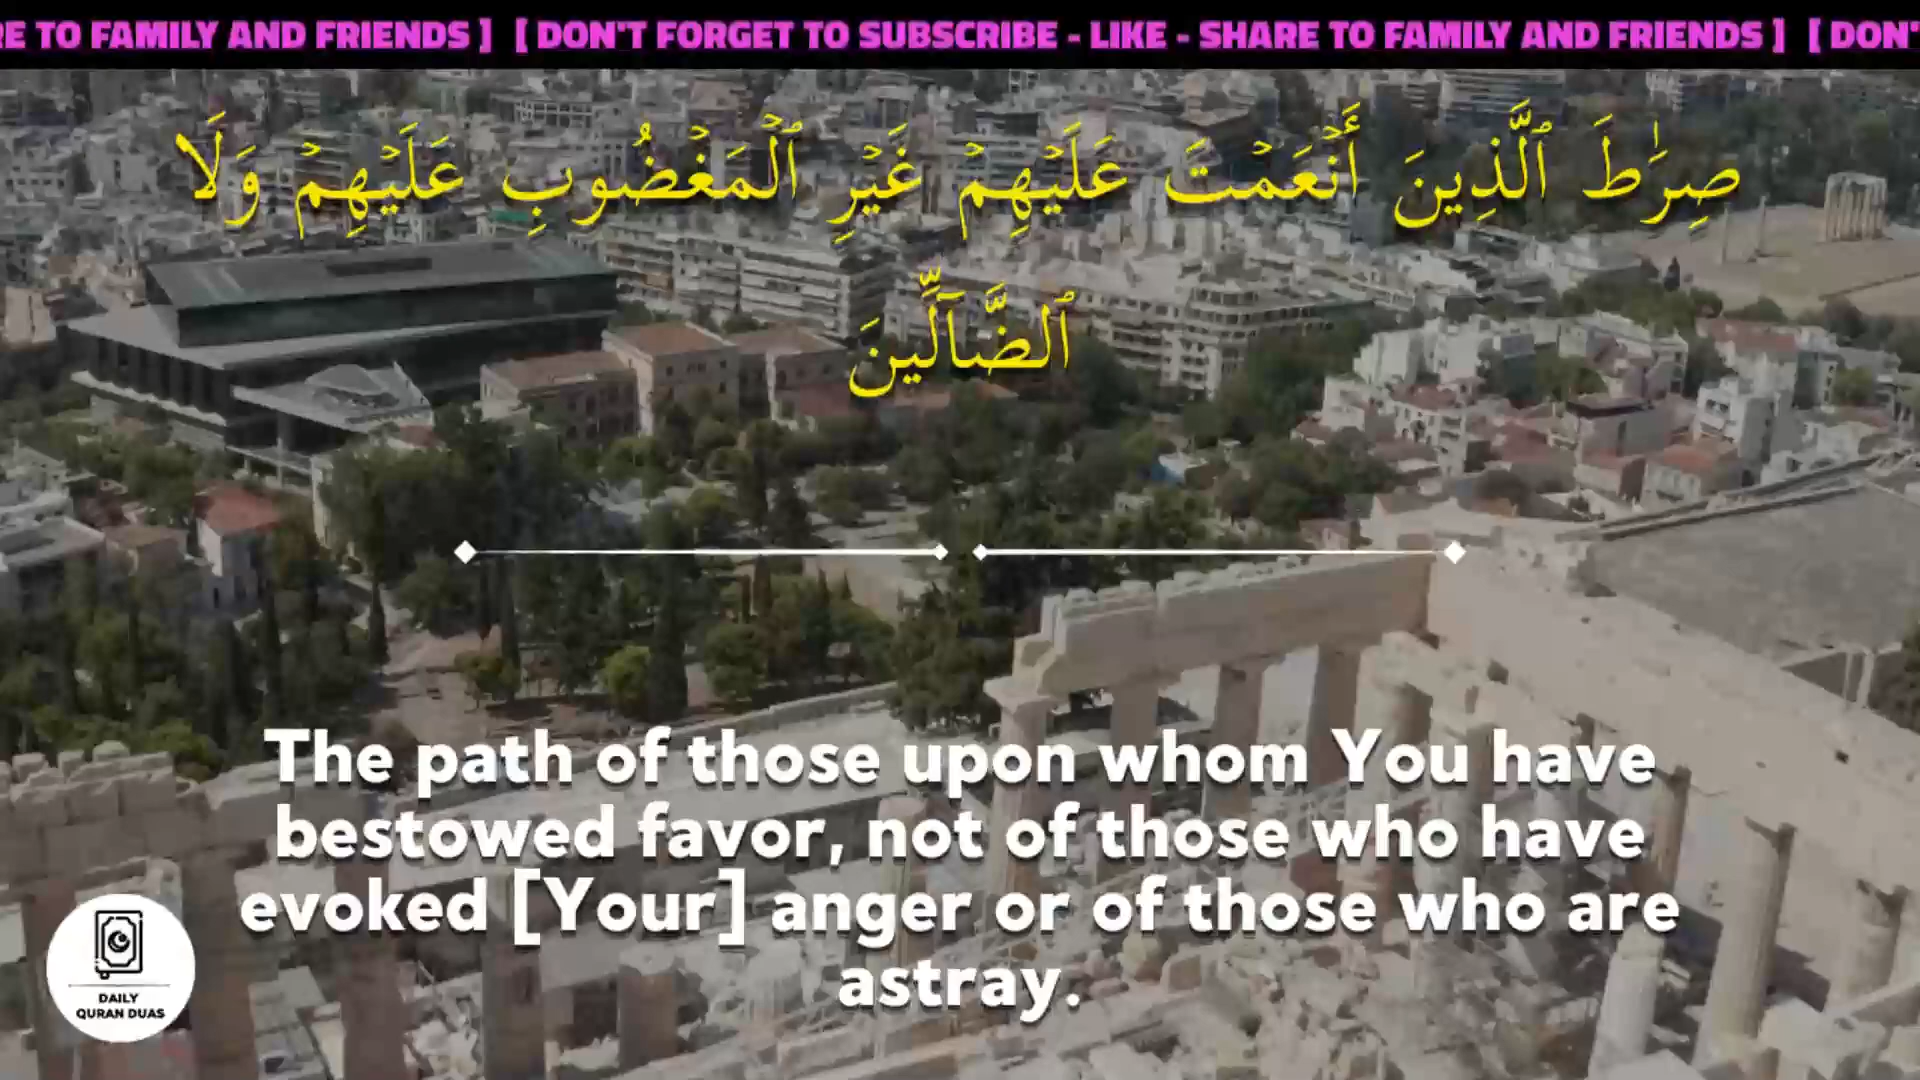 RE TO FAMILY AND FRIENDS ] [ DON'T FORGET TO SUBSCRIBE - LIKE - SHARE TO FAMILY AND FRIENDS ] [ DON'
صِرَٰطَ ٱلَّذِينَ أَنۡعَمۡتَ عَلَيۡهِمۡ غَيۡرِ ٱلۡمَغۡضُوبِ عَلَيۡهِمۡ وَلَا
ٱلضَّآلِّينَ
The path of those upon whom You have
bestowed favor, not of those who have
evoked [Your] anger or of those who are
astray.
DAILY
QURAN DUAS